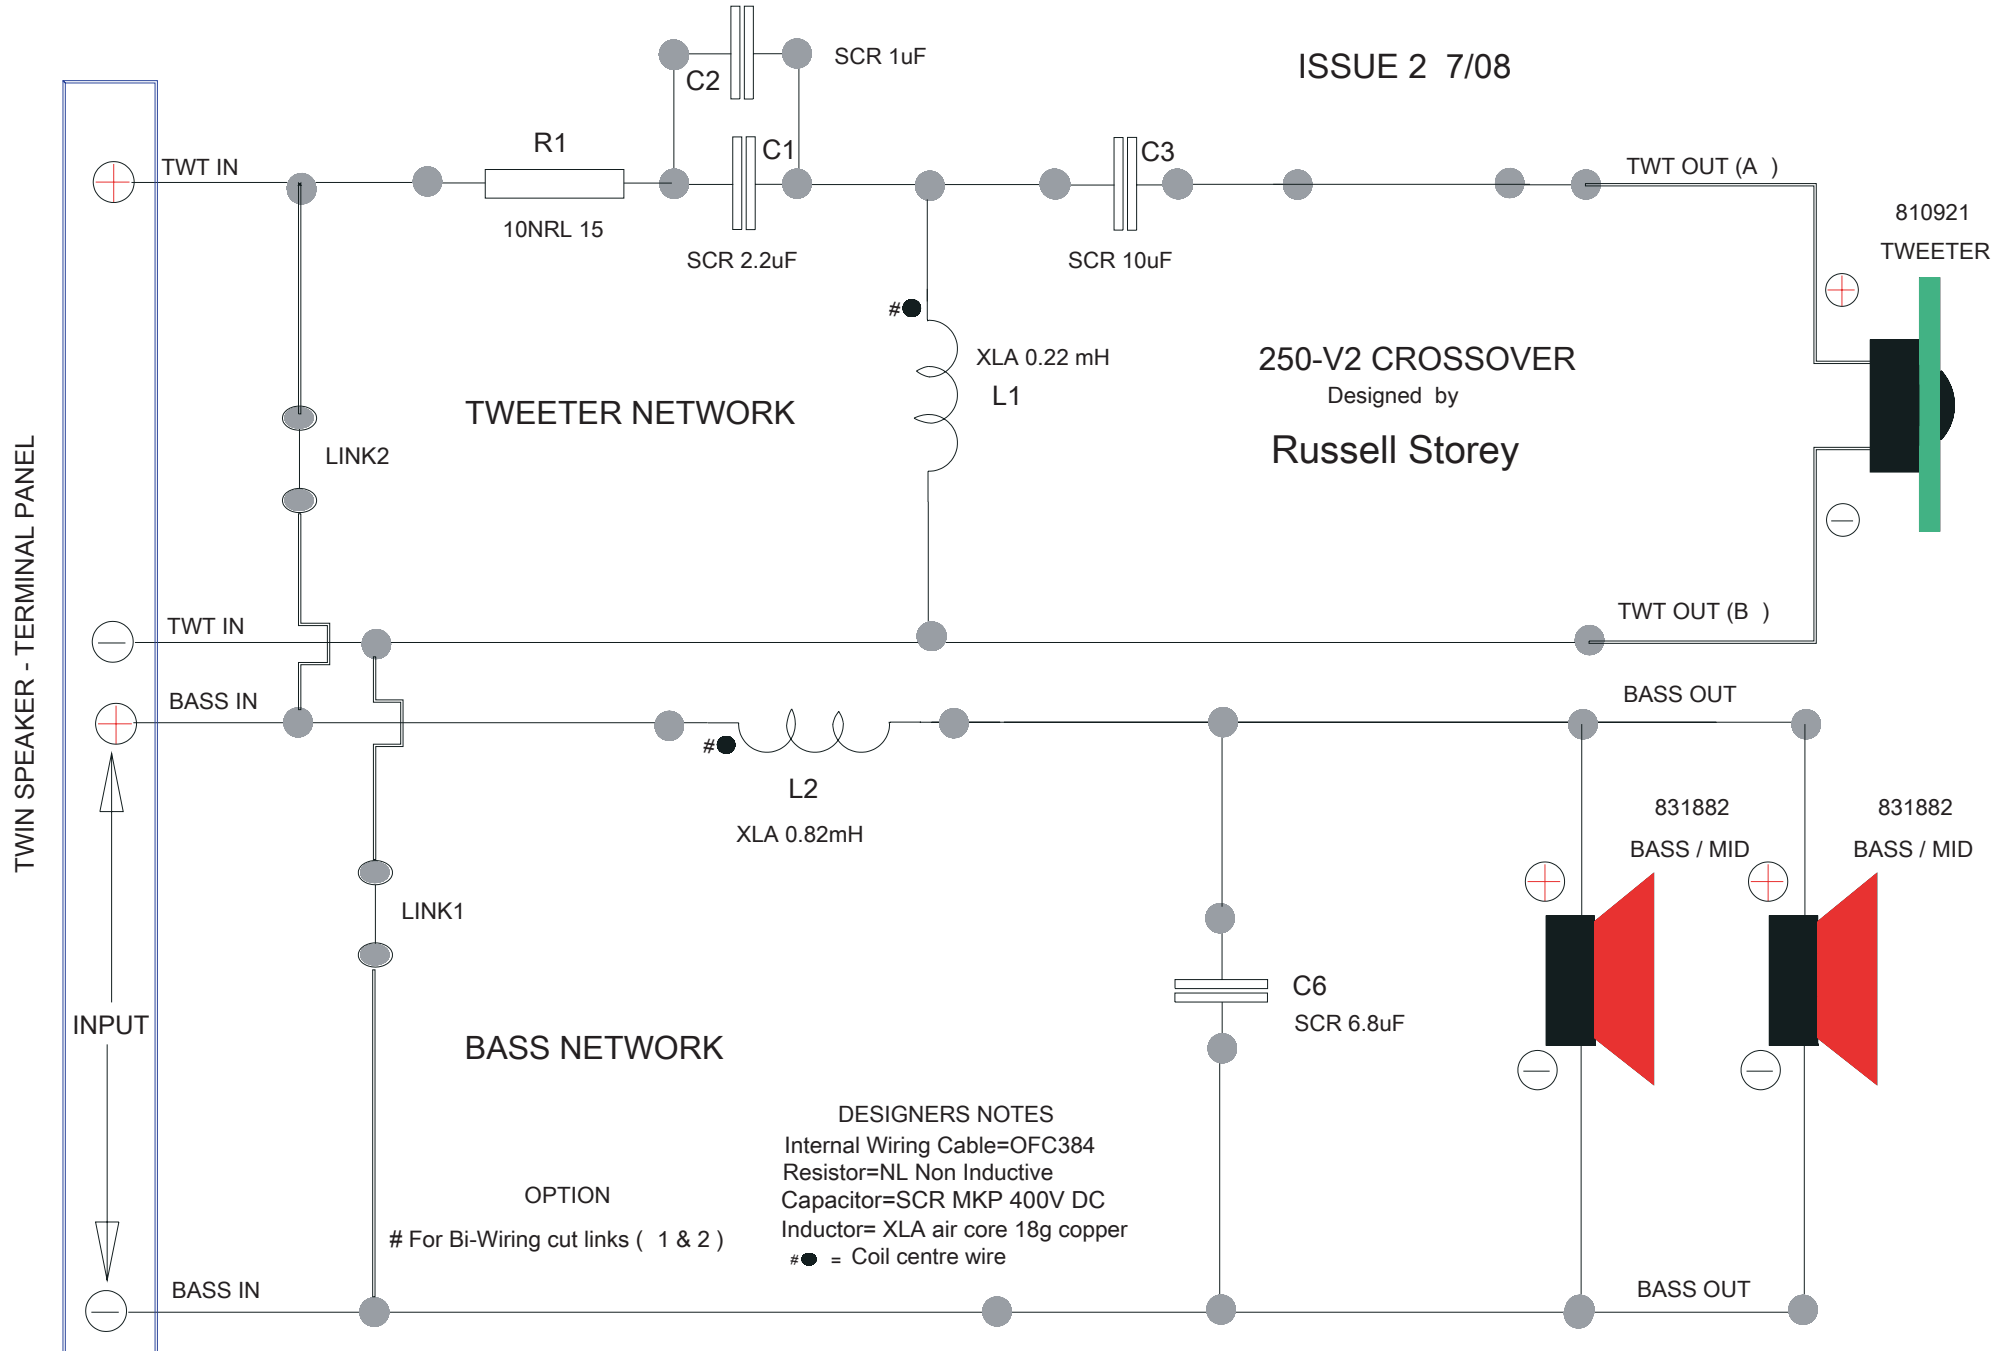 SCR 1uF
C2
ISSUE 2 7/08
R1
C1
C3
TWT IN
TWT OUT (A )
10NRL 15
SCR 2.2uF
SCR 10uF
810921
TWEETER
#
XLA 0.22 mH
L1
250-V2 CROSSOVER
Designed by
Russell Storey
TWEETER NETWORK
LINK2
TWIN SPEAKER - TERMINAL PANEL
TWT IN
TWT OUT (B )
BASS IN
BASS OUT
#
L2
XLA 0.82mH
831882
BASS / MID
831882
BASS / MID
LINK1
C6
SCR 6.8uF
INPUT
BASS NETWORK
DESIGNERS NOTES
Internal Wiring Cable=OFC384
Resistor=NL Non Inductive
Capacitor=SCR MKP 400V DC
Inductor= XLA air core 18g copper
# = Coil centre wire
OPTION
# For Bi-Wiring cut links ( 1 & 2 )
BASS IN
BASS OUT